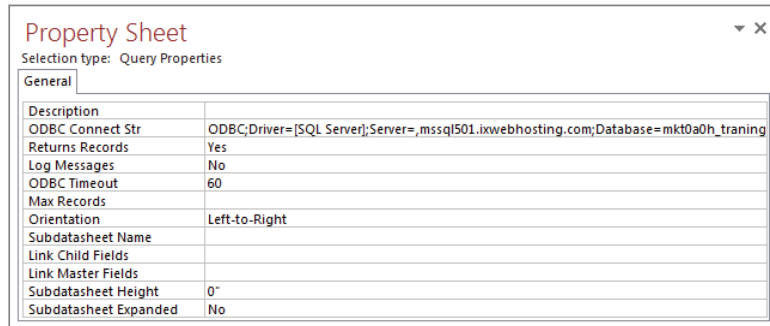 Property Sheet
Selection type: Query Properties
General
Description
ODBC Connect Str ODBC;Driver=[SQL Server];Server=,mssql501.ixwebhosting.com;Database=mkt0a0h_traning
Returns Records Yes
Log Messages No
ODBC Timeout 60
Max Records
Orientation Left-to-Right
Subdatasheet Name
Link Child Fields
Link Master Fields
Subdatasheet Height 0"
Subdatasheet Expanded No